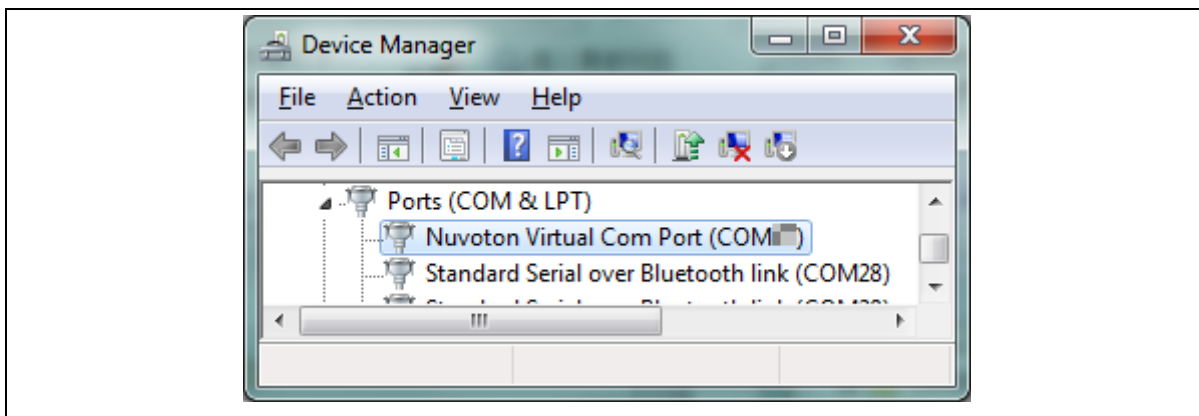 Device Manager
File Action View Help
Ports (COM & LPT)
Nuvoton Virtual Com Port (COM )
Standard Serial over Bluetooth link (COM28)